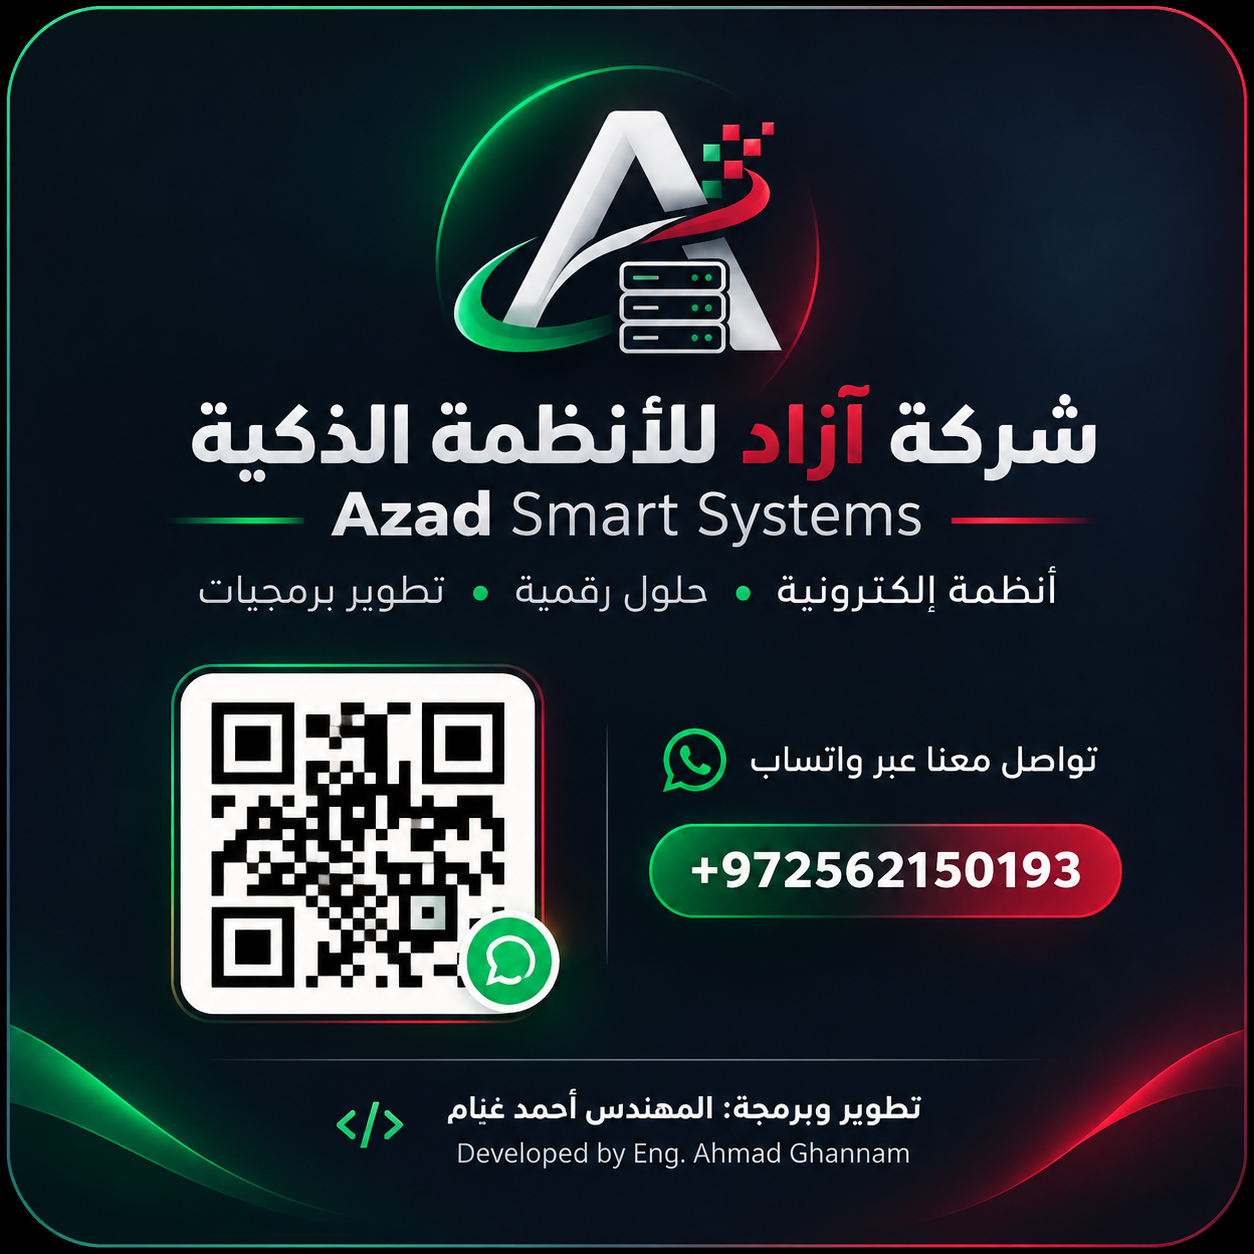 شركة آزاد للأنظمة الذكية
Azad Smart Systems
أنظمة إلكترونية • حلول رقمية • تطوير برمجيات
تواصل معنا عبر واتساب
+972562150193
تطوير وبرمجة: المهندس أحمد غنام
Developed by Eng. Ahmad Ghannam